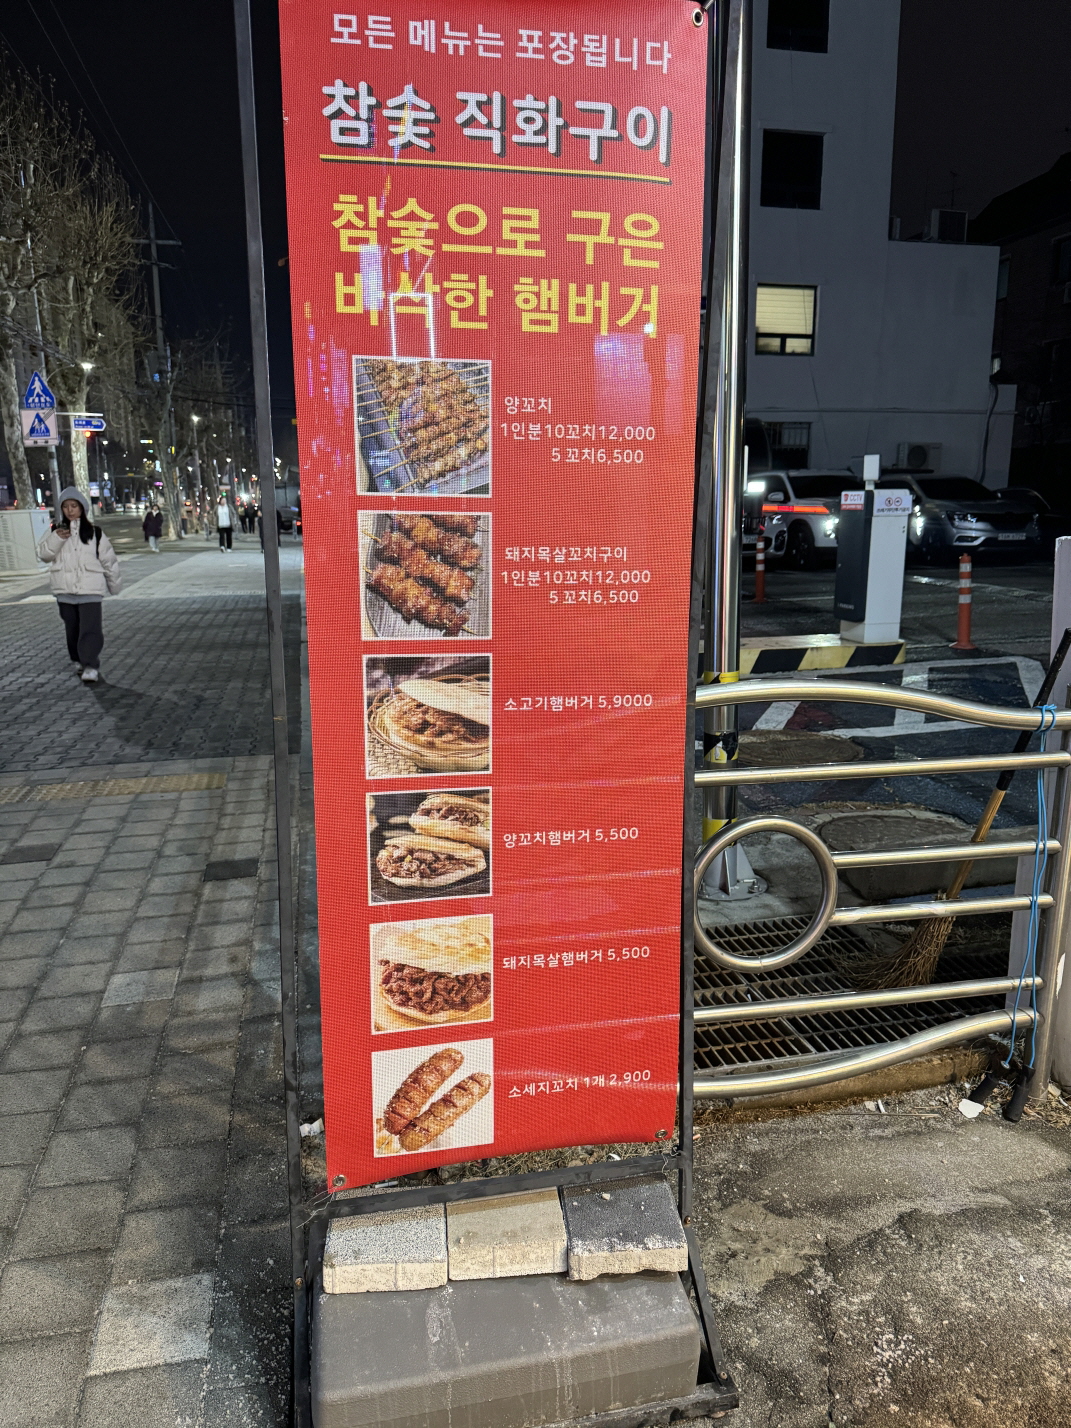 모든 메뉴는 포장됩니다
참숯 직화구이
참숯으로 구은
바삭한 햄버거
양꼬치
1인분10꼬치12,000
5 꼬치6,500
돼지목살꼬치구이
1인분10꼬치12,000
5 꼬치6,500
소고기햄버거 5,9000
양꼬치햄버거 5,500
돼지목살햄버거 5,500
소세지꼬치 1개 2,900
CCTV